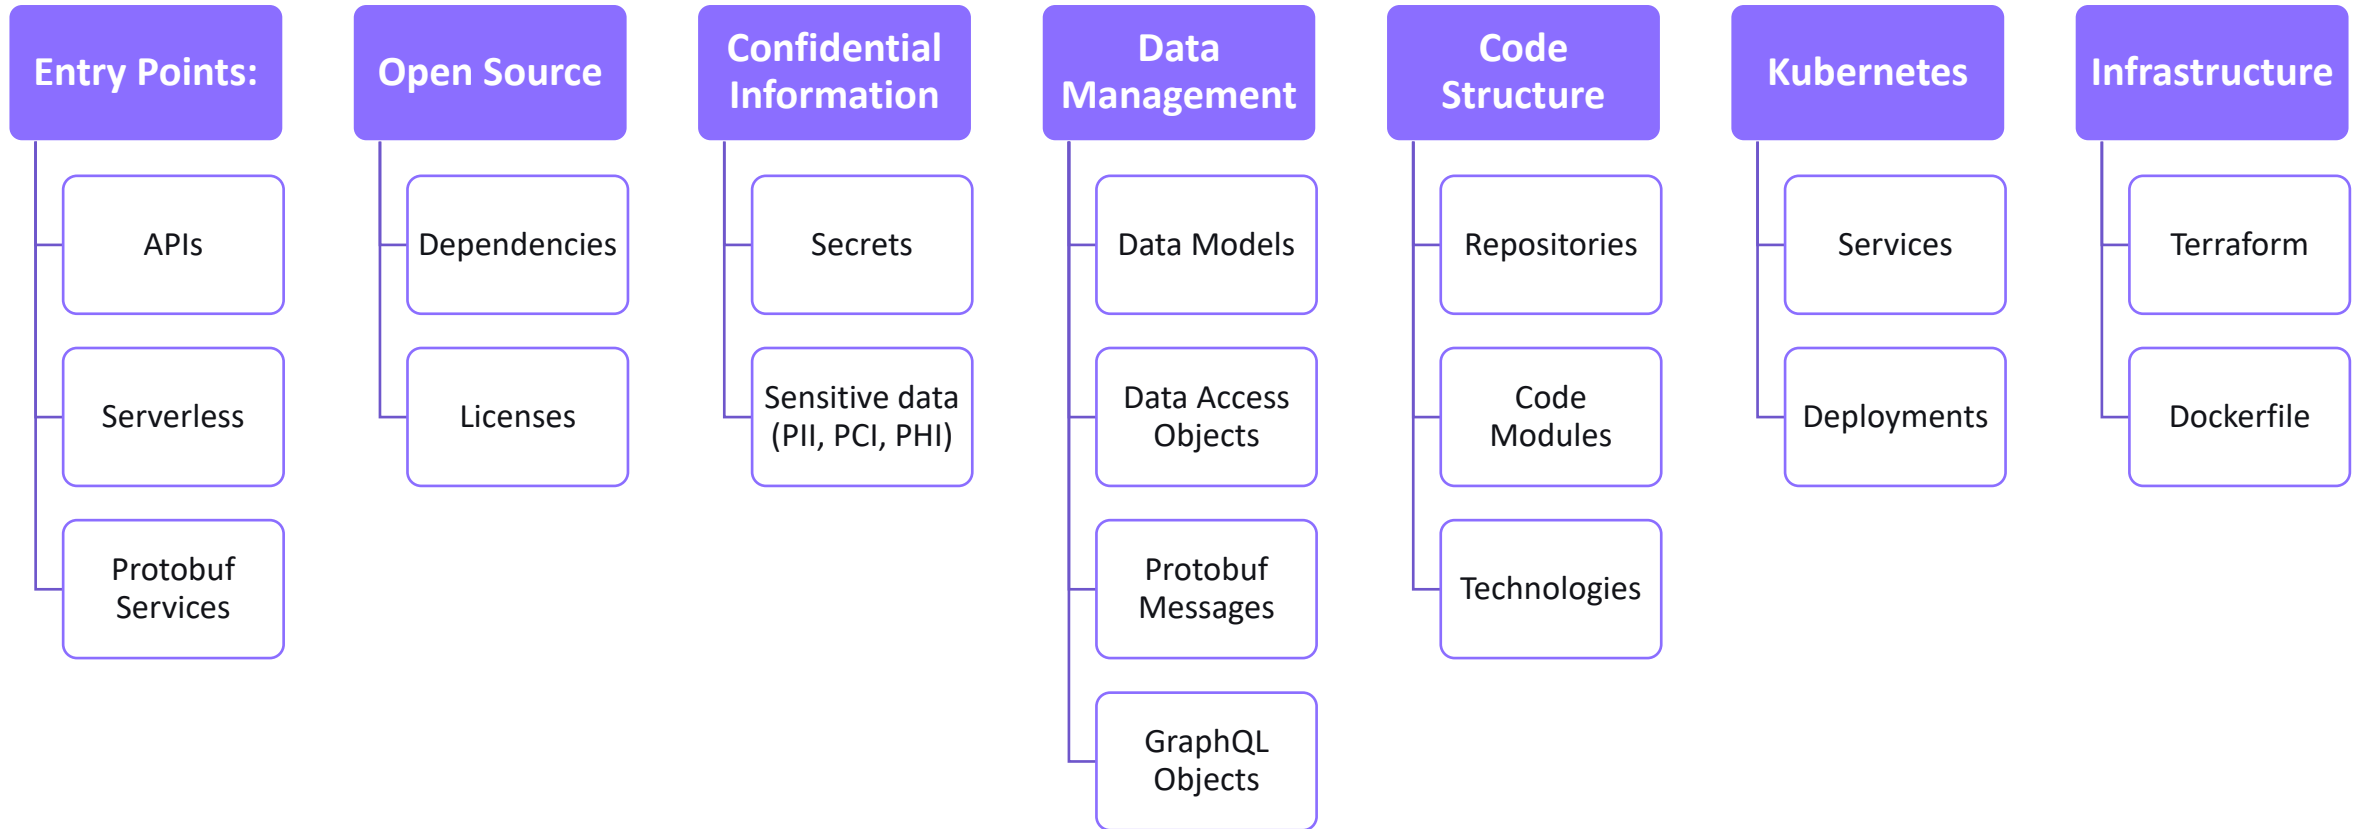 Entry Points:
APIs
Serverless
Protobuf
Services
Open Source
Dependencies
Licenses
Confidential
Information
Secrets
Sensitive data
(PII, PCI, PHI)
Data
Management
Data Models
Data Access
Objects
Protobuf
Messages
GraphQL
Objects
Code
Structure
Repositories
Code
Modules
Technologies
Kubernetes
Services
Deployments
Infrastructure
Terraform
Dockerfile